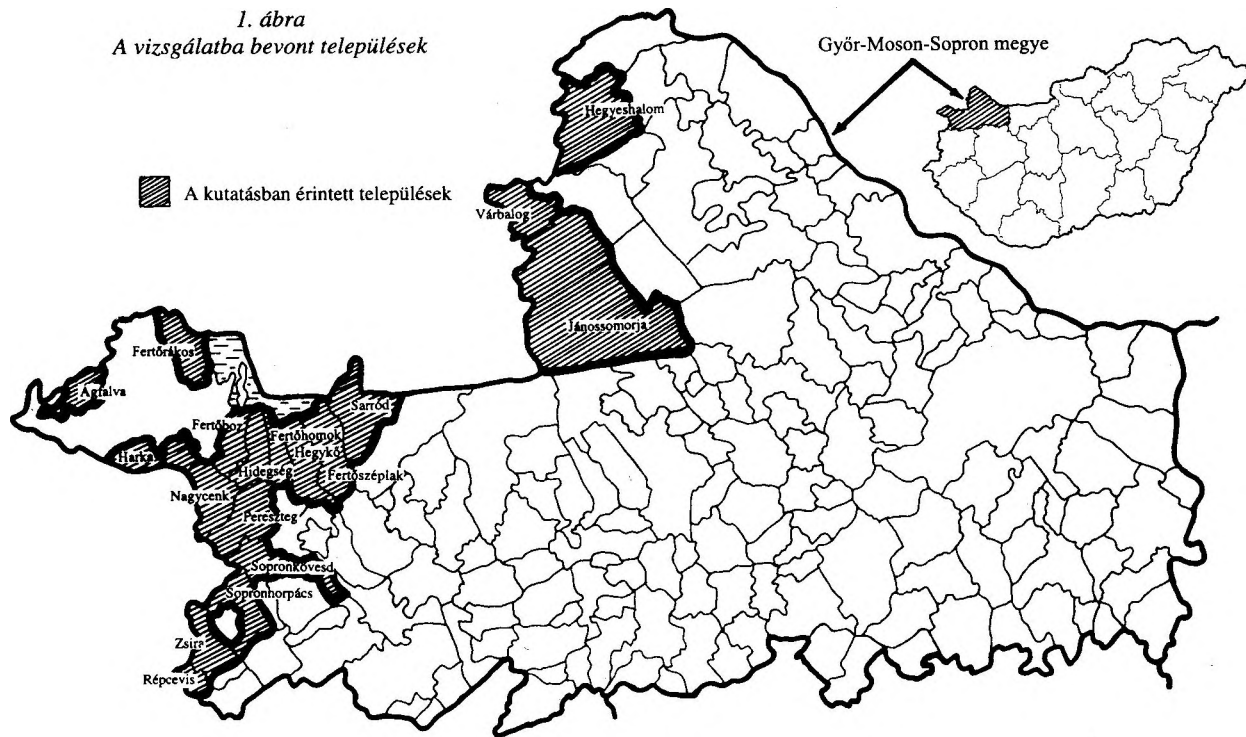 1. ábra
A vizsgálatba bevont települések
Győr-Moson-Sopron megye
A kutatásban érintett települések
Hegyeshalom
Várbalog
Jánossomorja
Fertőrákos
Ágfalva
Sarród
Fertőboz
Fertőhomok
Hegykő
Harka
Hidegség
Fertőszéplak
Nagycenk
Pereszteg
Sopronkövesd
Sopronhorpács
Zsira
Répcevis